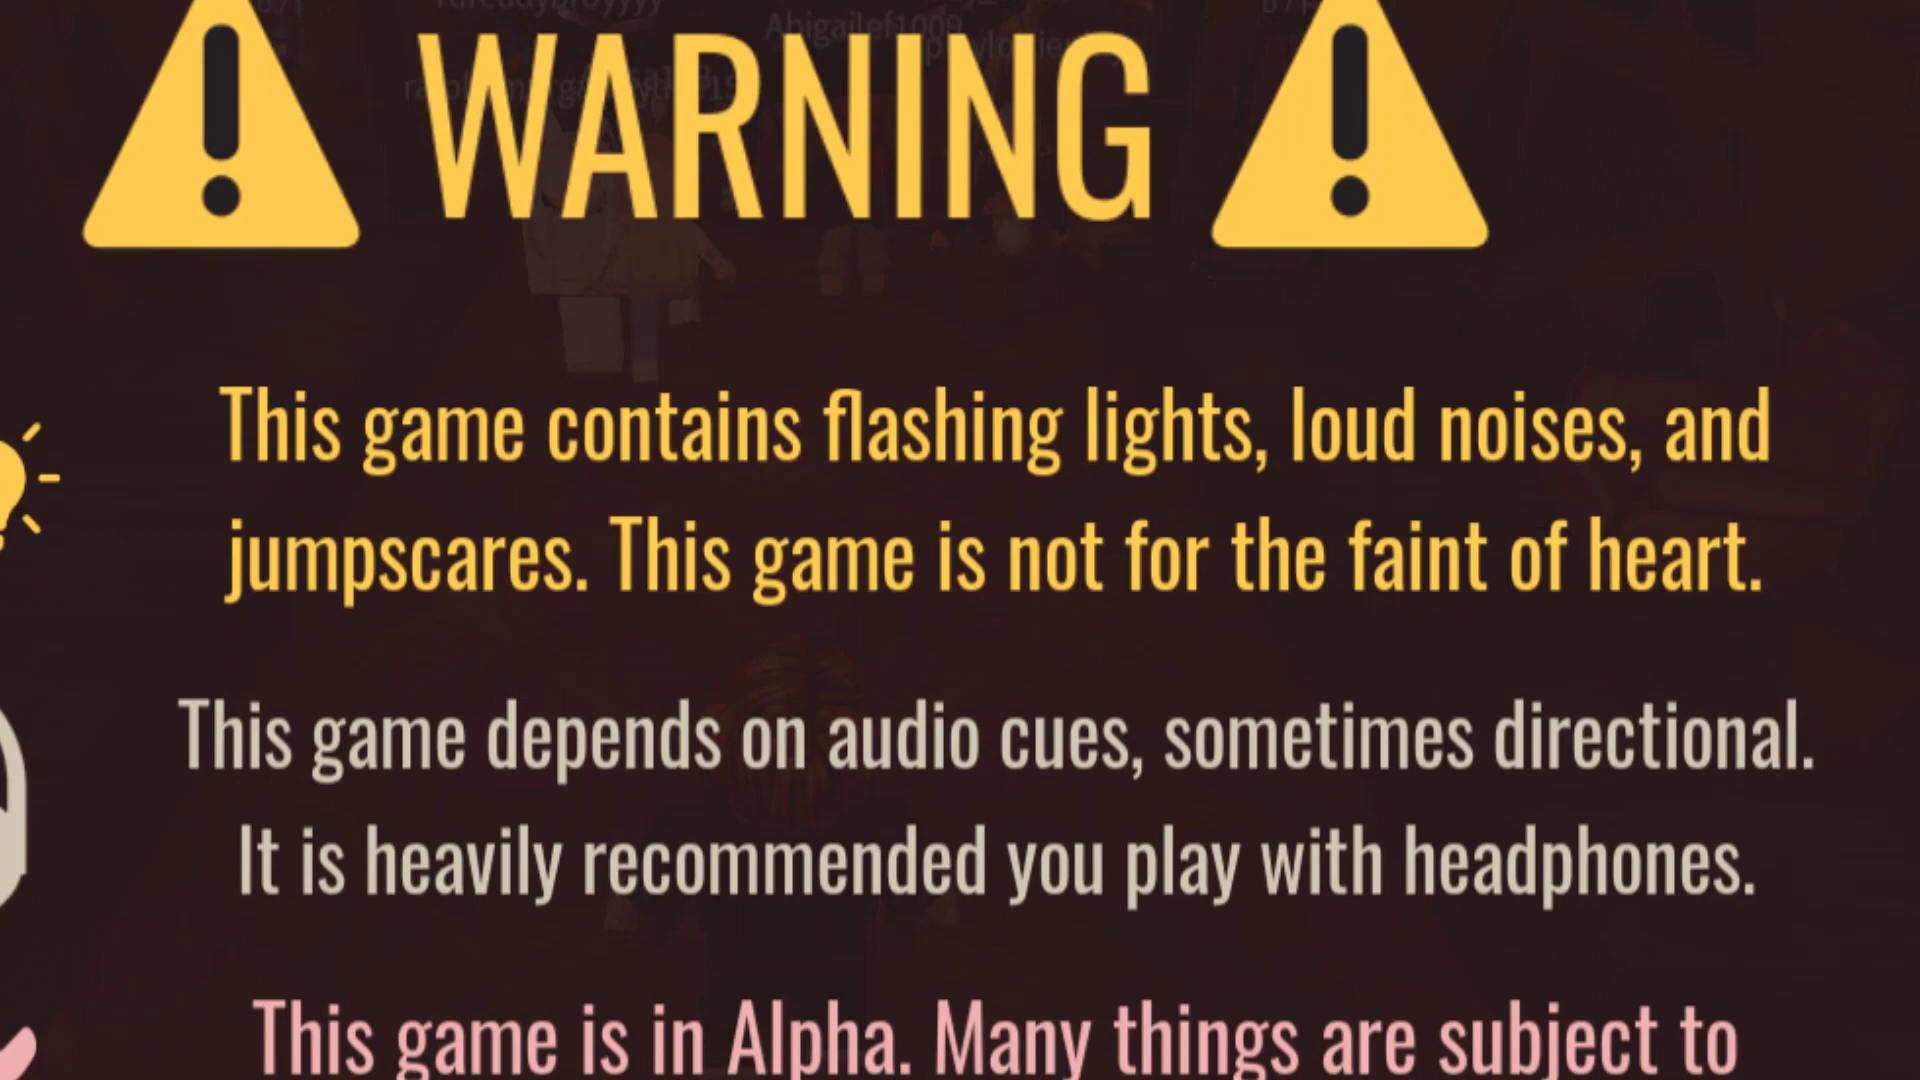 Abigailef1009
WARNING
This game contains flashing lights, loud noises, and
jumpscares. This game is not for the faint of heart.
This game depends on audio cues, sometimes directional.
It is heavily recommended you play with headphones.
This game is in Alpha. Many things are subject to